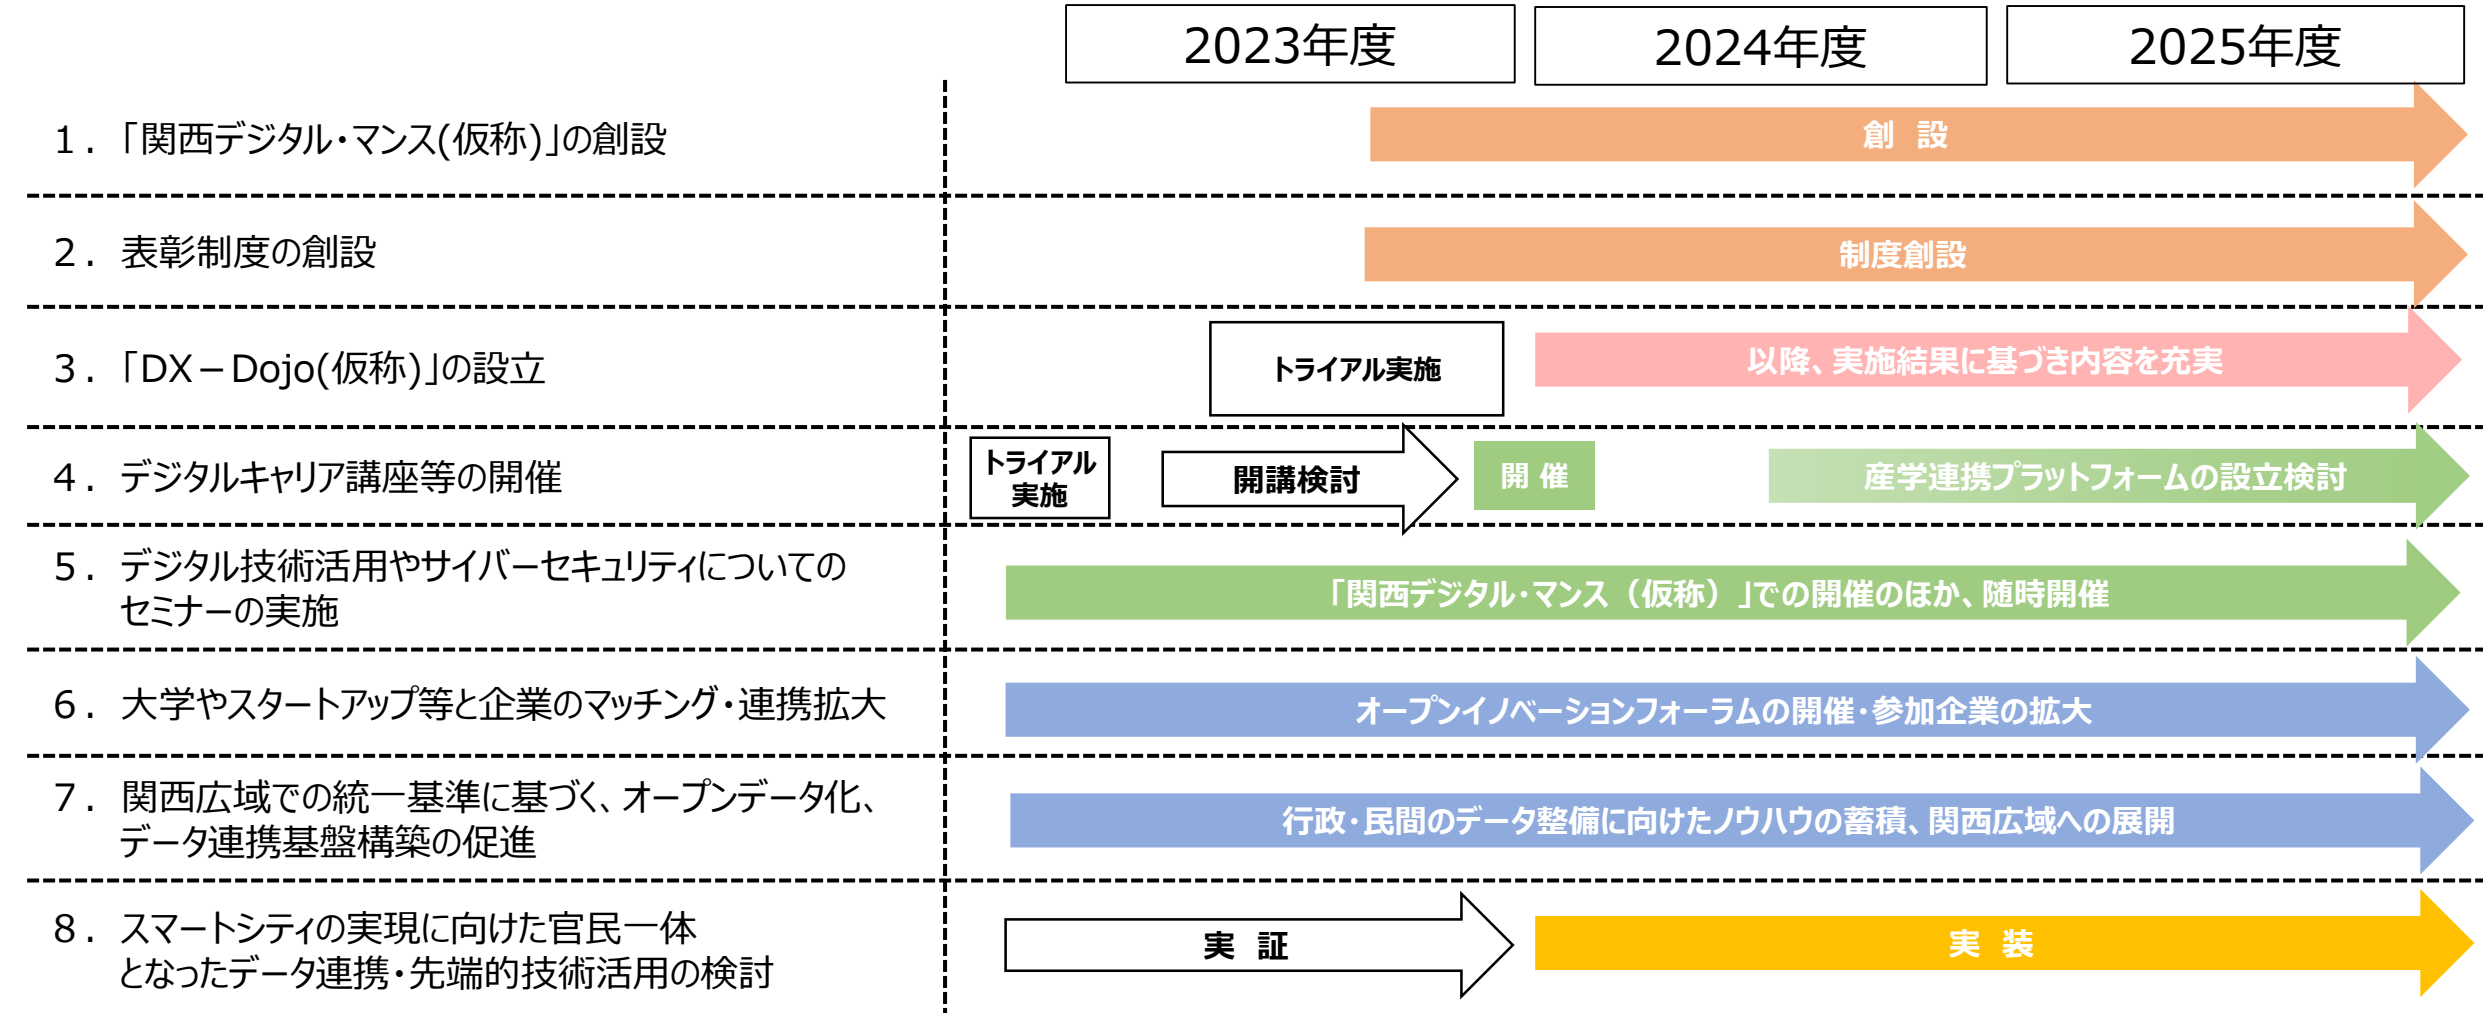 2023年度
2024年度
2025年度
１．「関西デジタル・マンス(仮称)」の創設
創 設
２．表彰制度の創設
制度創設
３．「DX－Dojo(仮称)」の設立
トライアル実施
以降、実施結果に基づき内容を充実
４．デジタルキャリア講座等の開催
トライアル
実施
開講検討
開 催
産学連携プラットフォームの設立検討
５．デジタル技術活用やサイバーセキュリティについての
セミナーの実施
「関西デジタル・マンス（仮称）」での開催のほか、随時開催
６．大学やスタートアップ等と企業のマッチング・連携拡大
オープンイノベーションフォーラムの開催・参加企業の拡大
７．関西広域での統一基準に基づく、オープンデータ化、
データ連携基盤構築の促進
行政・民間のデータ整備に向けたノウハウの蓄積、関西広域への展開
８．スマートシティの実現に向けた官民一体
となったデータ連携・先端的技術活用の検討
実 証
実 装